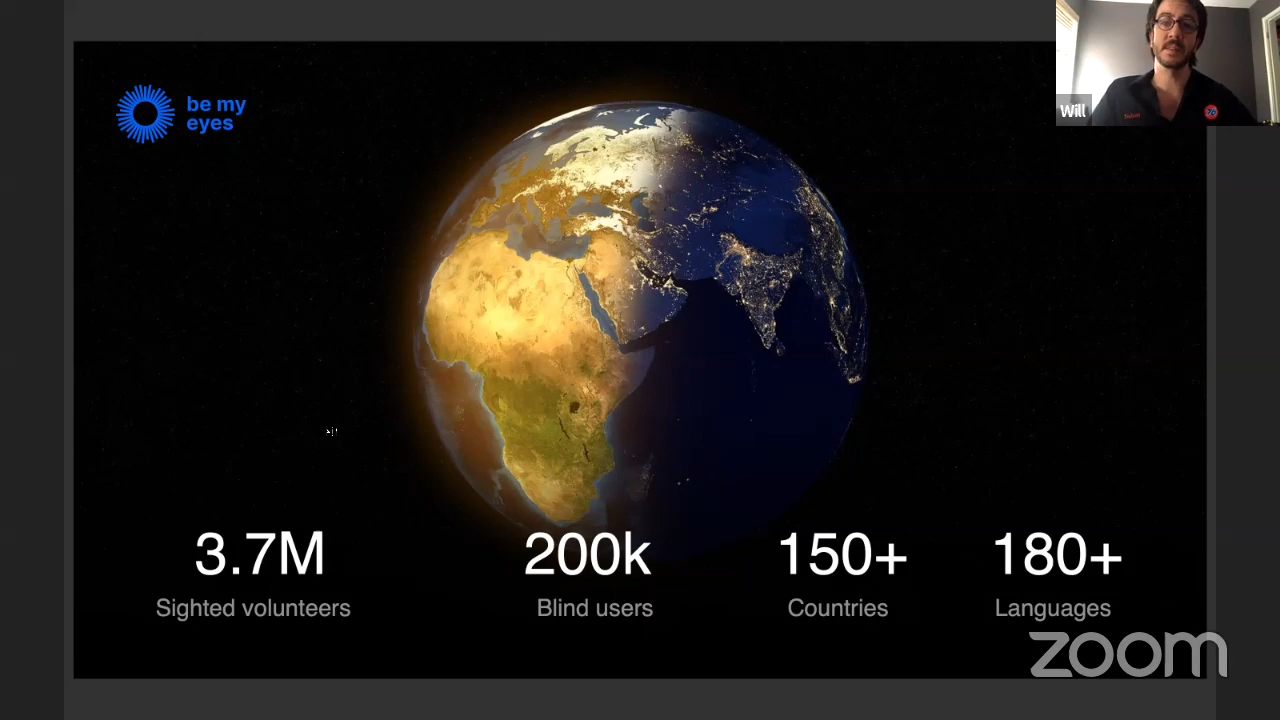 be my
eyes
Will
3.7M
Sighted volunteers
200k
Blind users
150+
Countries
180+
Languages
zoom